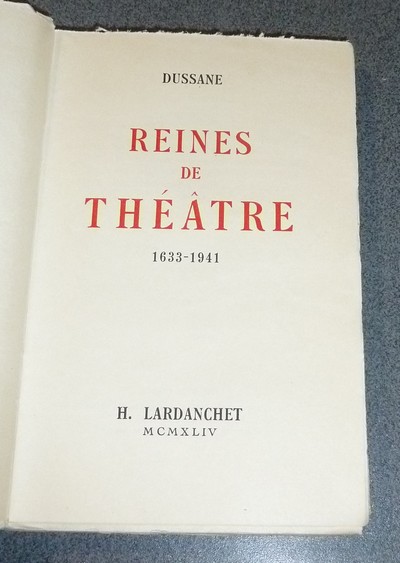 DUSSANE
REINES
DE
THÉÂTRE
1633-1941
H. LARDANCHET
MCMXLIV